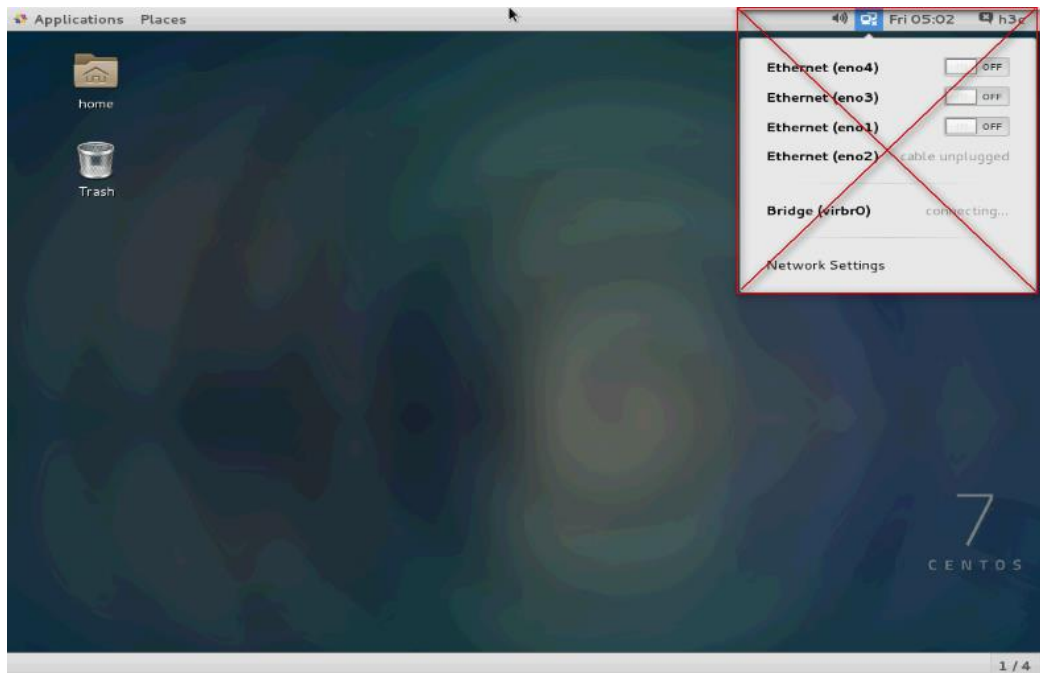 Applications Places Fri 05:02 h3c
home
Trash
Ethernet (eno4) OFF
Ethernet (eno3) OFF
Ethernet (eno1) OFF
Ethernet (eno2) cable unplugged
Bridge (virbr0) connecting...
Network Settings
7
CENTOS
1 / 4